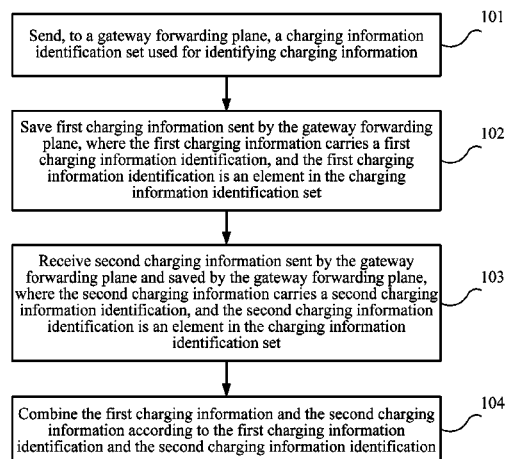 101
Send, to a gateway forwarding plane, a charging information
identification set used for identifying charging information
102
Save first charging information sent by the gateway forwarding
plane, where the first charging information carries a first
charging information identification, and the first charging
information identification is an element in the charging
information identification set
103
Receive second charging information sent by the gateway
forwarding plane and saved by the gateway forwarding plane,
where the second charging information carries a second charging
information identification, and the second charging information
identification is an element in the charging information
identification set
104
Combine the first charging information and the second charging
information according to the first charging information
identification and the second charging information identification